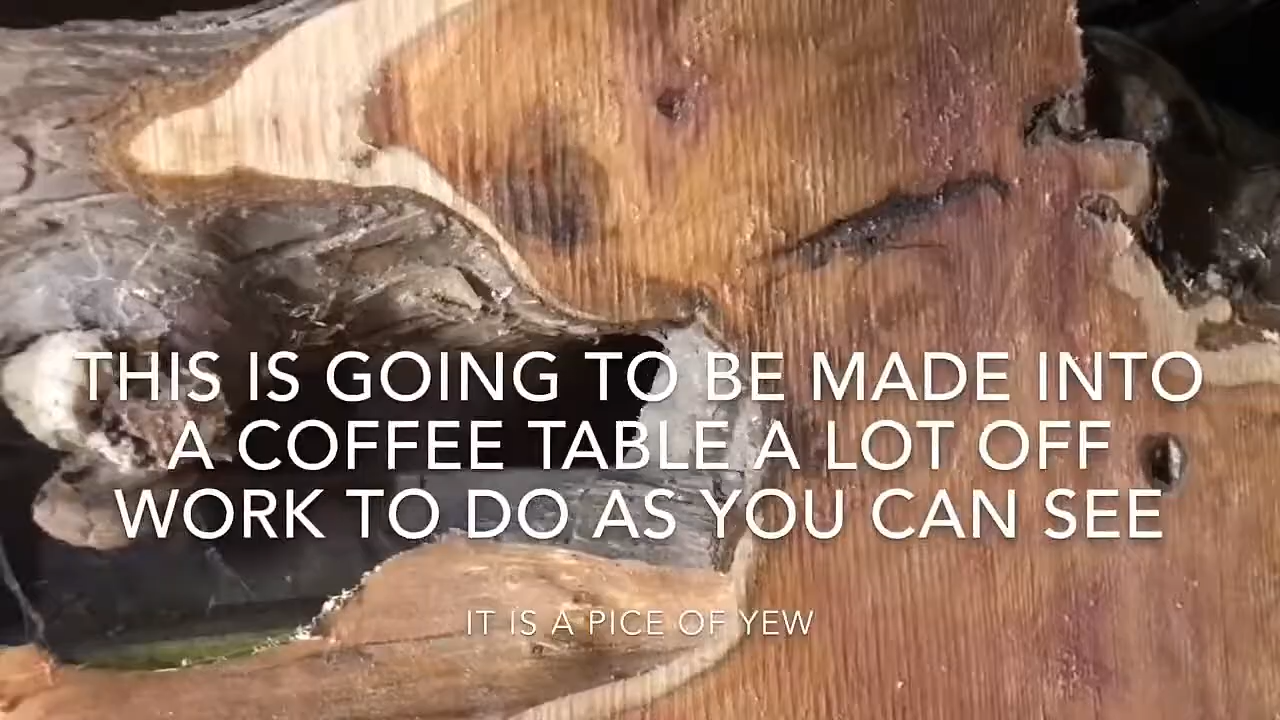 THIS IS GOING TO BE MADE INTO
A COFFEE TABLE A LOT OFF
WORK TO DO AS YOU CAN SEE
IT IS A PICE OF YEW